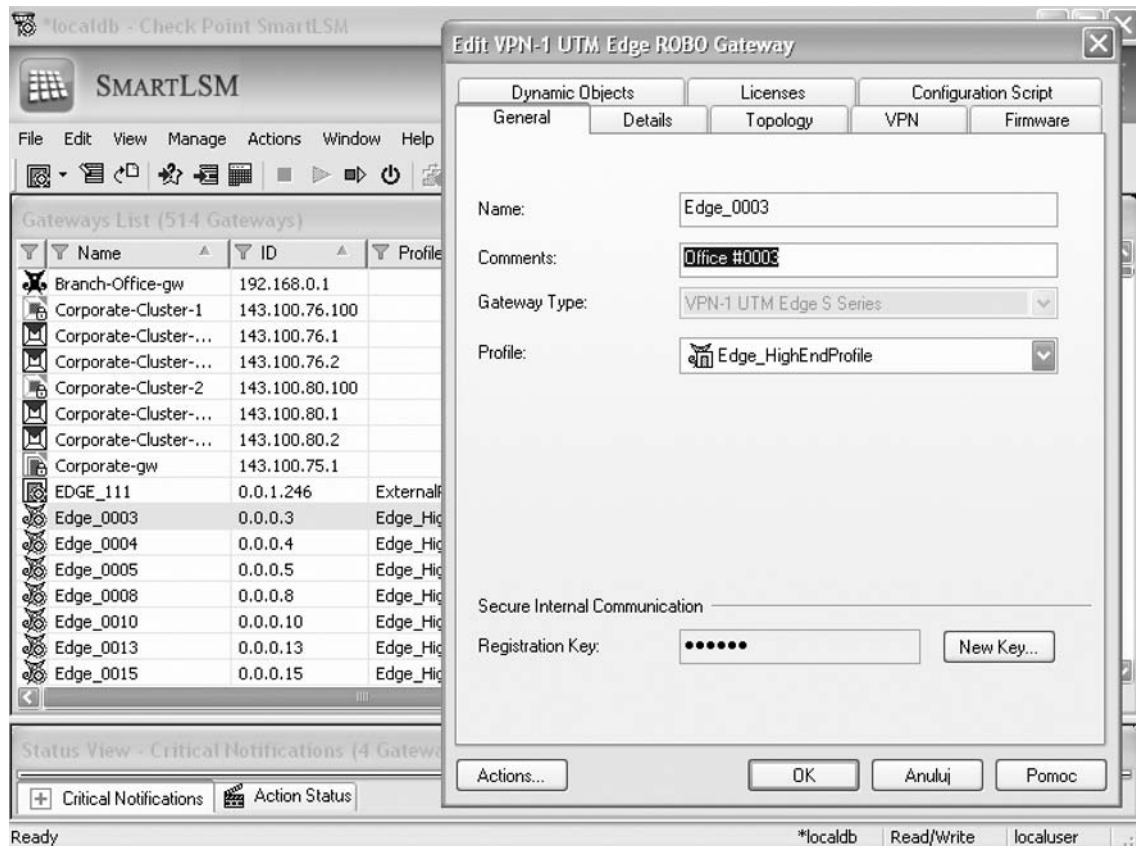 *localdb - Check Point SmartLSM
SMARTLSM
File Edit View Manage Actions Window Help
Gateways List (514 Gateways)
Name ID Profile
Branch-Office-gw 192.168.0.1
Corporate-Cluster-1 143.100.76.100
Corporate-Cluster-... 143.100.76.1
Corporate-Cluster-... 143.100.76.2
Corporate-Cluster-2 143.100.80.100
Corporate-Cluster-... 143.100.80.1
Corporate-Cluster-... 143.100.80.2
Corporate-gw 143.100.75.1
EDGE_111 0.0.1.246 External
Edge_0003 0.0.0.3 Edge_Hig
Edge_0004 0.0.0.4 Edge_Hig
Edge_0005 0.0.0.5 Edge_Hig
Edge_0008 0.0.0.8 Edge_Hig
Edge_0010 0.0.0.10 Edge_Hig
Edge_0013 0.0.0.13 Edge_Hig
Edge_0015 0.0.0.15 Edge_Hig
Status View - Critical Notifications (4 Gatewa
Critical Notifications Action Status
Edit VPN-1 UTM Edge ROBO Gateway
Dynamic Objects Licenses Configuration Script
General Details Topology VPN Firmware
Name: Edge_0003
Comments: Office #0003
Gateway Type: VPN-1 UTM Edge S Series
Profile: Edge_HighEndProfile
Secure Internal Communication
Registration Key: ●●●●●● New Key...
Actions... OK Anuluj Pomoc
Ready *localdb Read/Write localuser